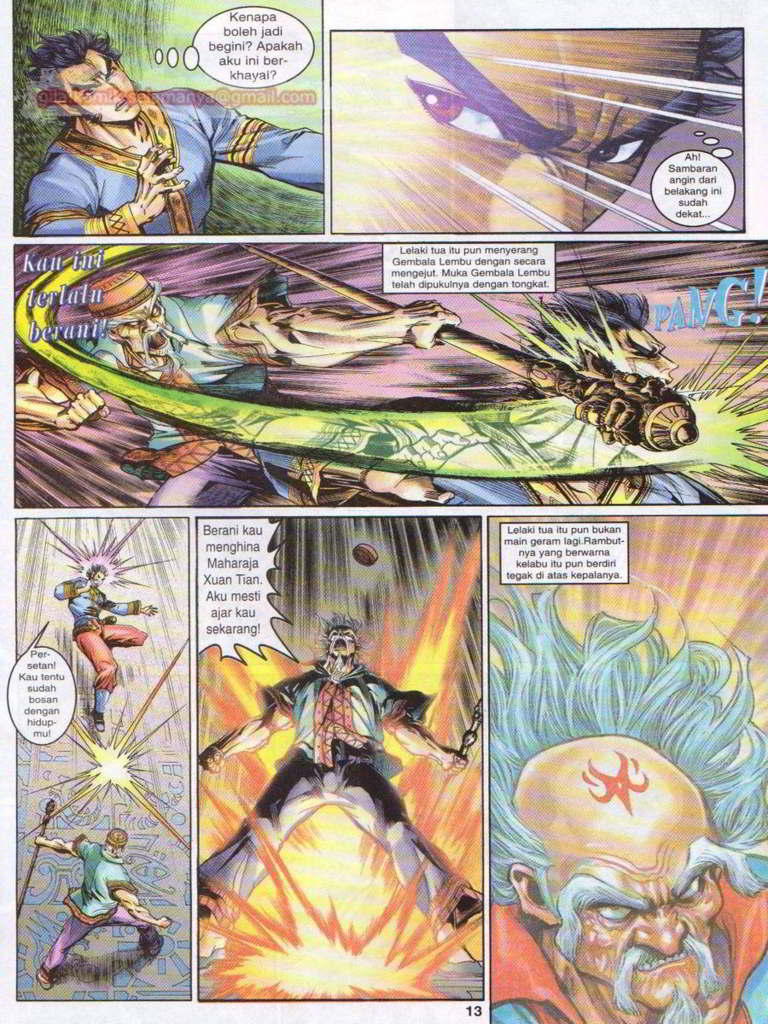 Kenapa
boleh jadi
begini? Apakah
aku ini ber-
khayal?
Ah!
Sambaran
angin dari
belakang ini
sudah
dekat...
Lelaki tua itu pun menyerang
Gembala Lembu dengan secara
mengejut. Muka Gembala Lembu
telah dipukulnya dengan tongkat.
Kau ini
terlalu
berani!
PANG!
Per-
setan!
Kau tentu
sudah
bosan
dengan
hidup-
mu!
Berani kau
menghina
Maharaja
Xuan Tian.
Aku mesti
ajar kau
sekarang!
Lelaki tua itu pun bukan
main geram lagi.Rambut-
nya yang berwarna
kelabu itu pun berdiri
tegak di atas kepalanya.
13